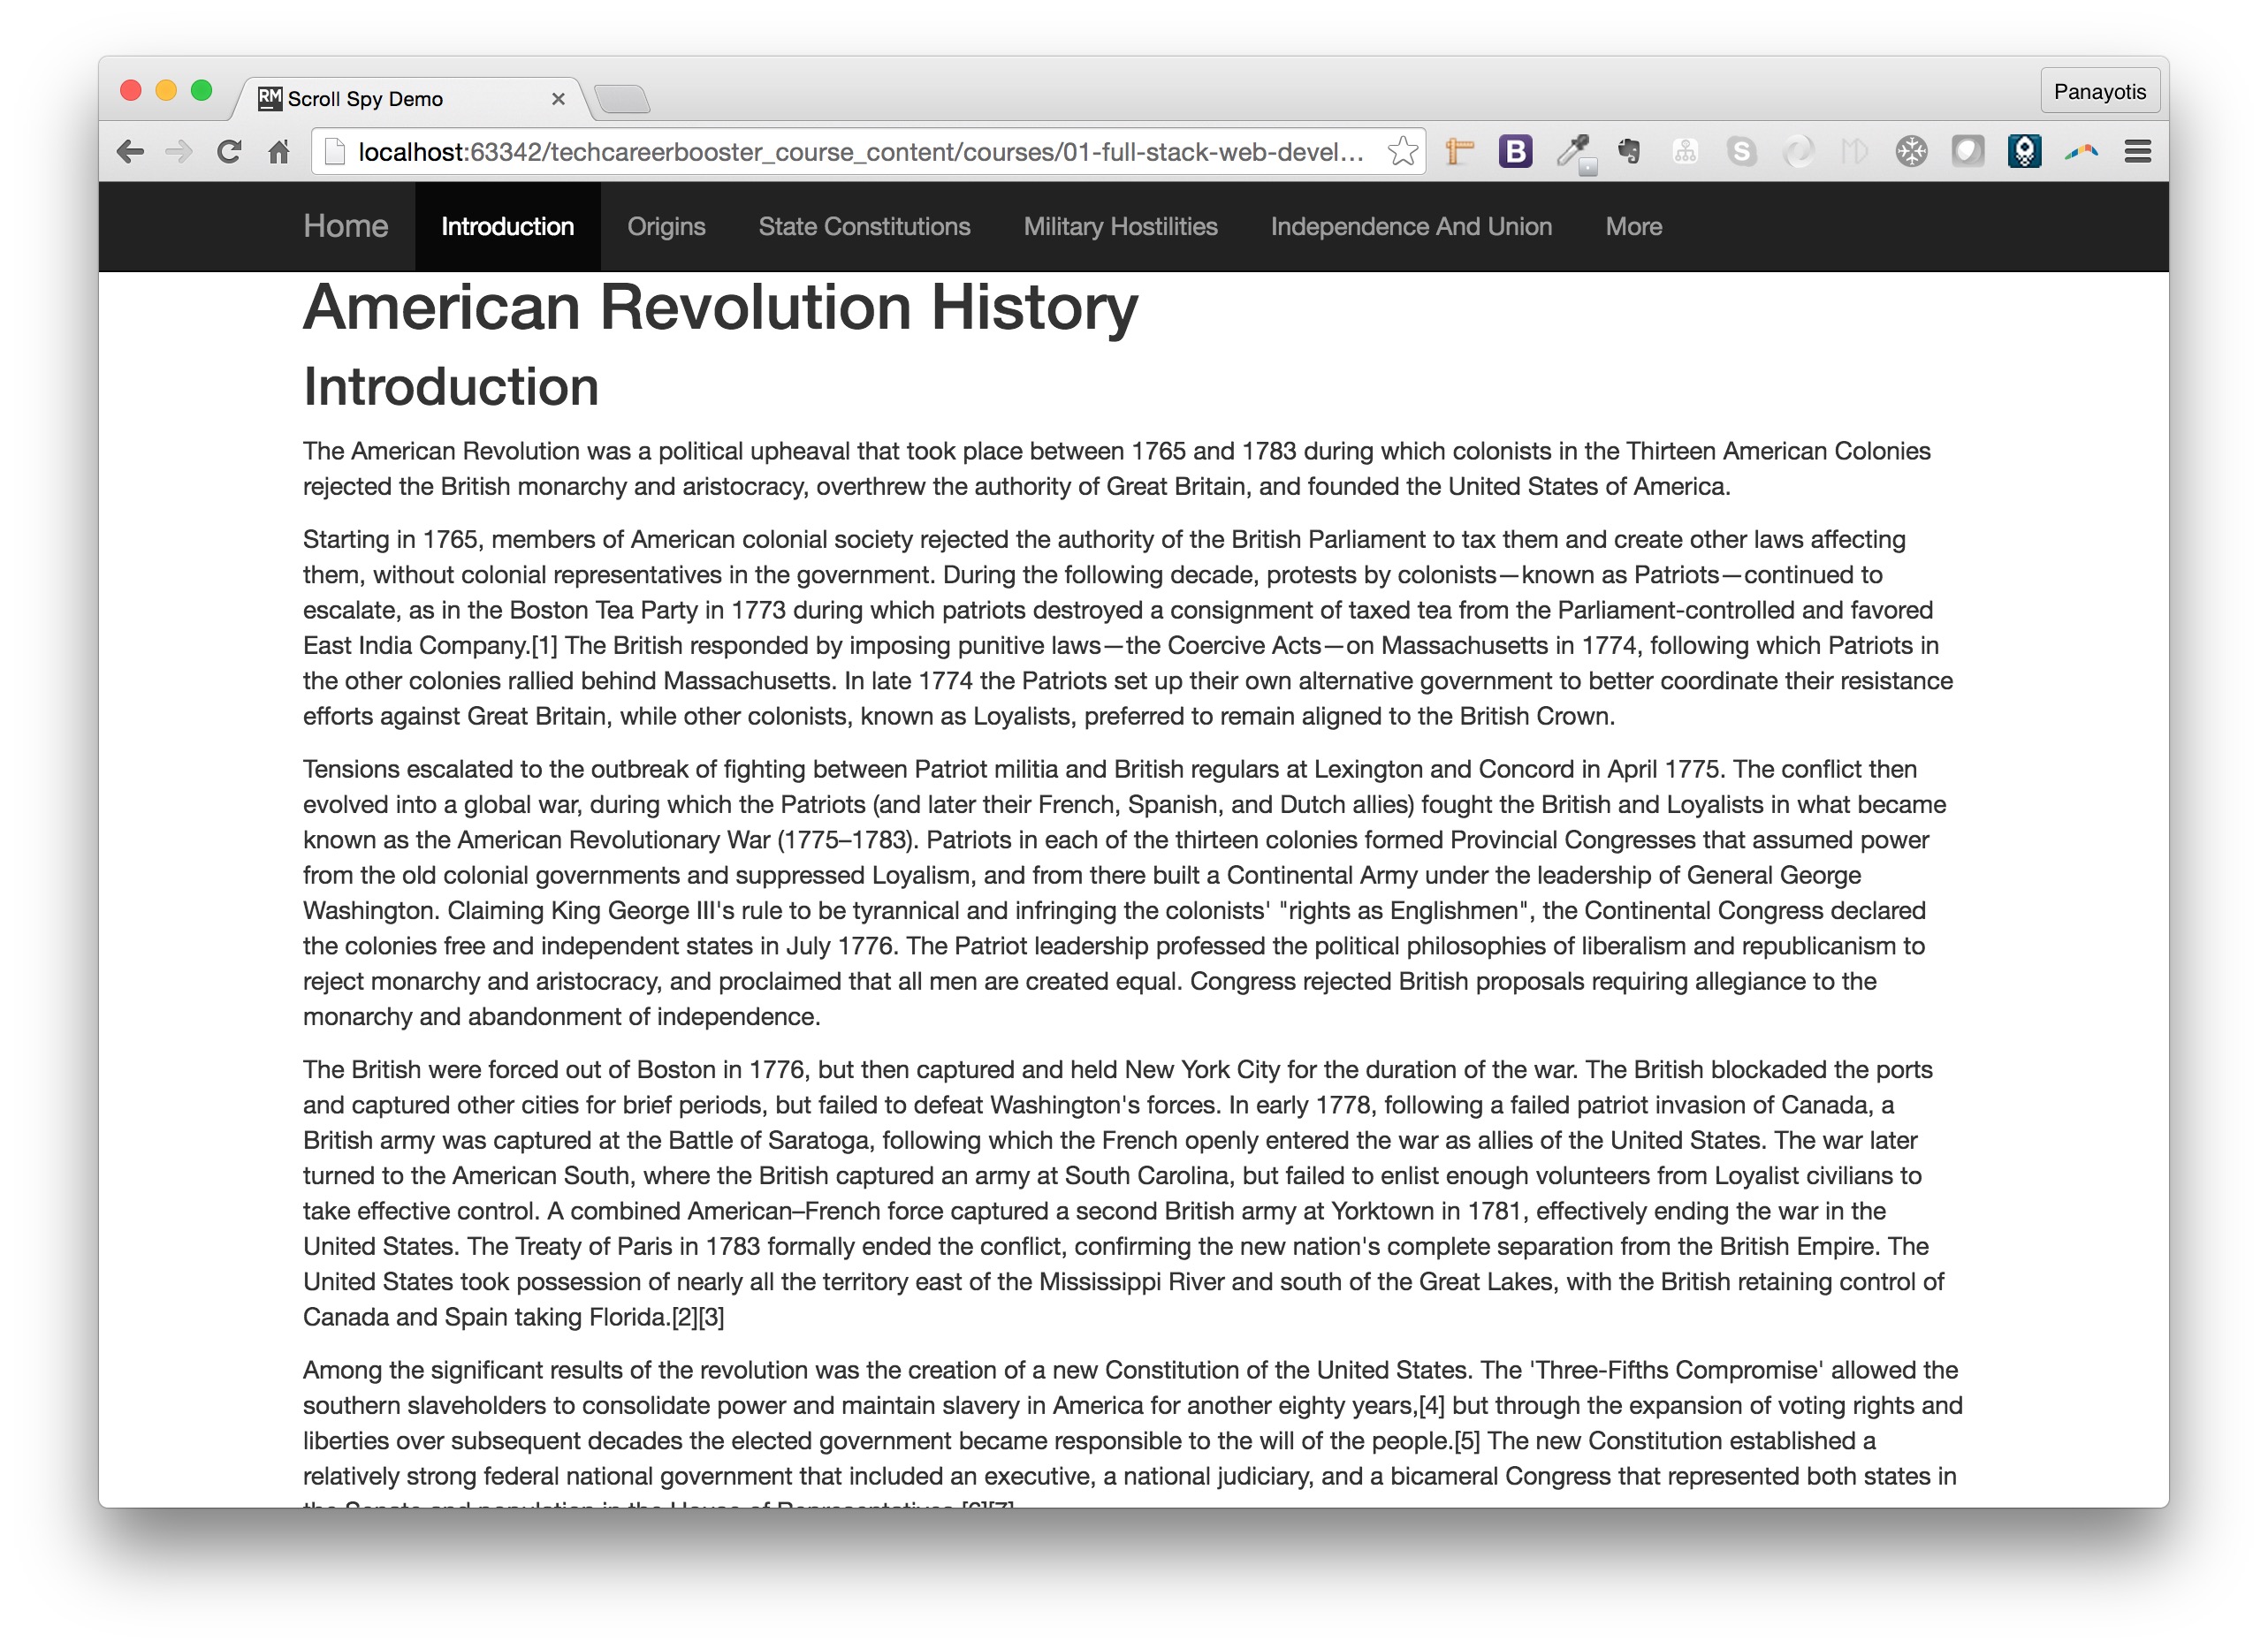 RM Scroll Spy Demo
Panayotis
localhost:63342/techcareerbooster_course_content/courses/01-full-stack-web-devel...
Home Introduction Origins State Constitutions Military Hostilities Independence And Union More
American Revolution History
Introduction
The American Revolution was a political upheaval that took place between 1765 and 1783 during which colonists in the Thirteen American Colonies
rejected the British monarchy and aristocracy, overthrew the authority of Great Britain, and founded the United States of America.
Starting in 1765, members of American colonial society rejected the authority of the British Parliament to tax them and create other laws affecting
them, without colonial representatives in the government. During the following decade, protests by colonists—known as Patriots—continued to
escalate, as in the Boston Tea Party in 1773 during which patriots destroyed a consignment of taxed tea from the Parliament-controlled and favored
East India Company.[1] The British responded by imposing punitive laws—the Coercive Acts—on Massachusetts in 1774, following which Patriots in
the other colonies rallied behind Massachusetts. In late 1774 the Patriots set up their own alternative government to better coordinate their resistance
efforts against Great Britain, while other colonists, known as Loyalists, preferred to remain aligned to the British Crown.
Tensions escalated to the outbreak of fighting between Patriot militia and British regulars at Lexington and Concord in April 1775. The conflict then
evolved into a global war, during which the Patriots (and later their French, Spanish, and Dutch allies) fought the British and Loyalists in what became
known as the American Revolutionary War (1775–1783). Patriots in each of the thirteen colonies formed Provincial Congresses that assumed power
from the old colonial governments and suppressed Loyalism, and from there built a Continental Army under the leadership of General George
Washington. Claiming King George III's rule to be tyrannical and infringing the colonists' "rights as Englishmen", the Continental Congress declared
the colonies free and independent states in July 1776. The Patriot leadership professed the political philosophies of liberalism and republicanism to
reject monarchy and aristocracy, and proclaimed that all men are created equal. Congress rejected British proposals requiring allegiance to the
monarchy and abandonment of independence.
The British were forced out of Boston in 1776, but then captured and held New York City for the duration of the war. The British blockaded the ports
and captured other cities for brief periods, but failed to defeat Washington's forces. In early 1778, following a failed patriot invasion of Canada, a
British army was captured at the Battle of Saratoga, following which the French openly entered the war as allies of the United States. The war later
turned to the American South, where the British captured an army at South Carolina, but failed to enlist enough volunteers from Loyalist civilians to
take effective control. A combined American–French force captured a second British army at Yorktown in 1781, effectively ending the war in the
United States. The Treaty of Paris in 1783 formally ended the conflict, confirming the new nation's complete separation from the British Empire. The
United States took possession of nearly all the territory east of the Mississippi River and south of the Great Lakes, with the British retaining control of
Canada and Spain taking Florida.[2][3]
Among the significant results of the revolution was the creation of a new Constitution of the United States. The 'Three-Fifths Compromise' allowed the
southern slaveholders to consolidate power and maintain slavery in America for another eighty years,[4] but through the expansion of voting rights and
liberties over subsequent decades the elected government became responsible to the will of the people.[5] The new Constitution established a
relatively strong federal national government that included an executive, a national judiciary, and a bicameral Congress that represented both states in
the Senate and population in the House of Representatives.[6][7]